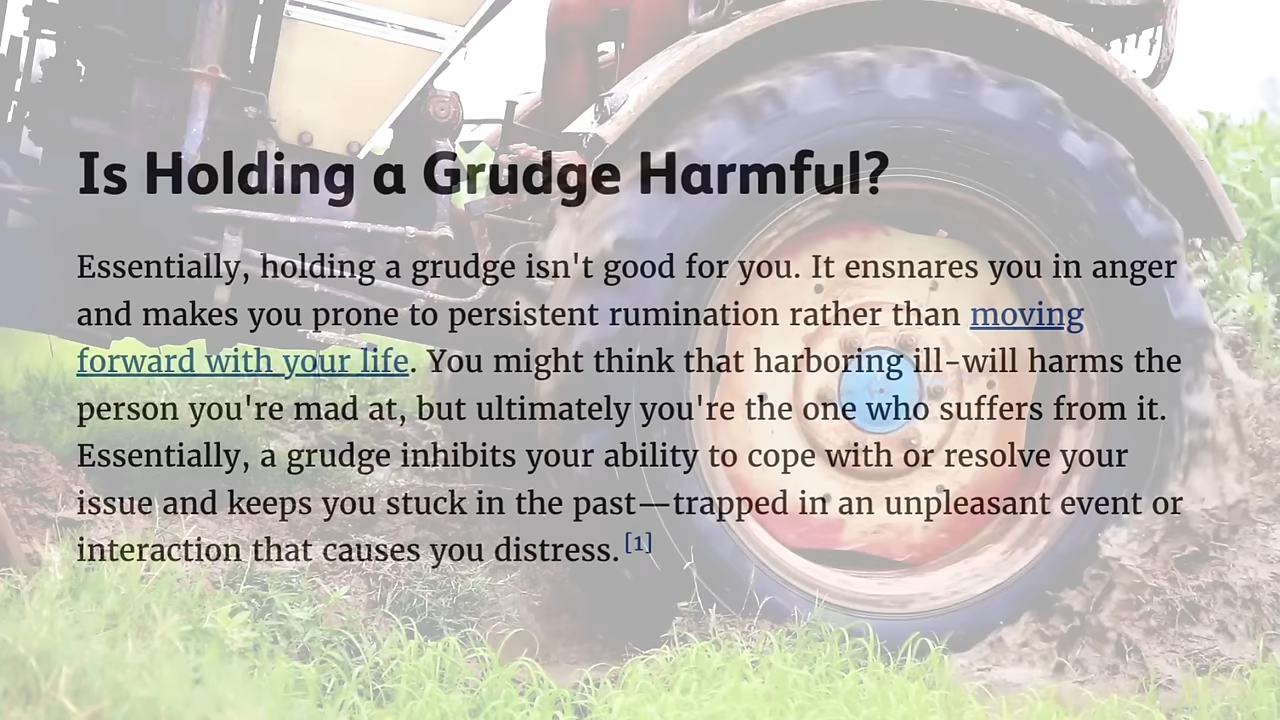 Is Holding a Grudge Harmful?
Essentially, holding a grudge isn't good for you. It ensnares you in anger
and makes you prone to persistent rumination rather than moving
forward with your life. You might think that harboring ill-will harms the
person you're mad at, but ultimately you're the one who suffers from it.
Essentially, a grudge inhibits your ability to cope with or resolve your
issue and keeps you stuck in the past—trapped in an unpleasant event or
interaction that causes you distress. [1]